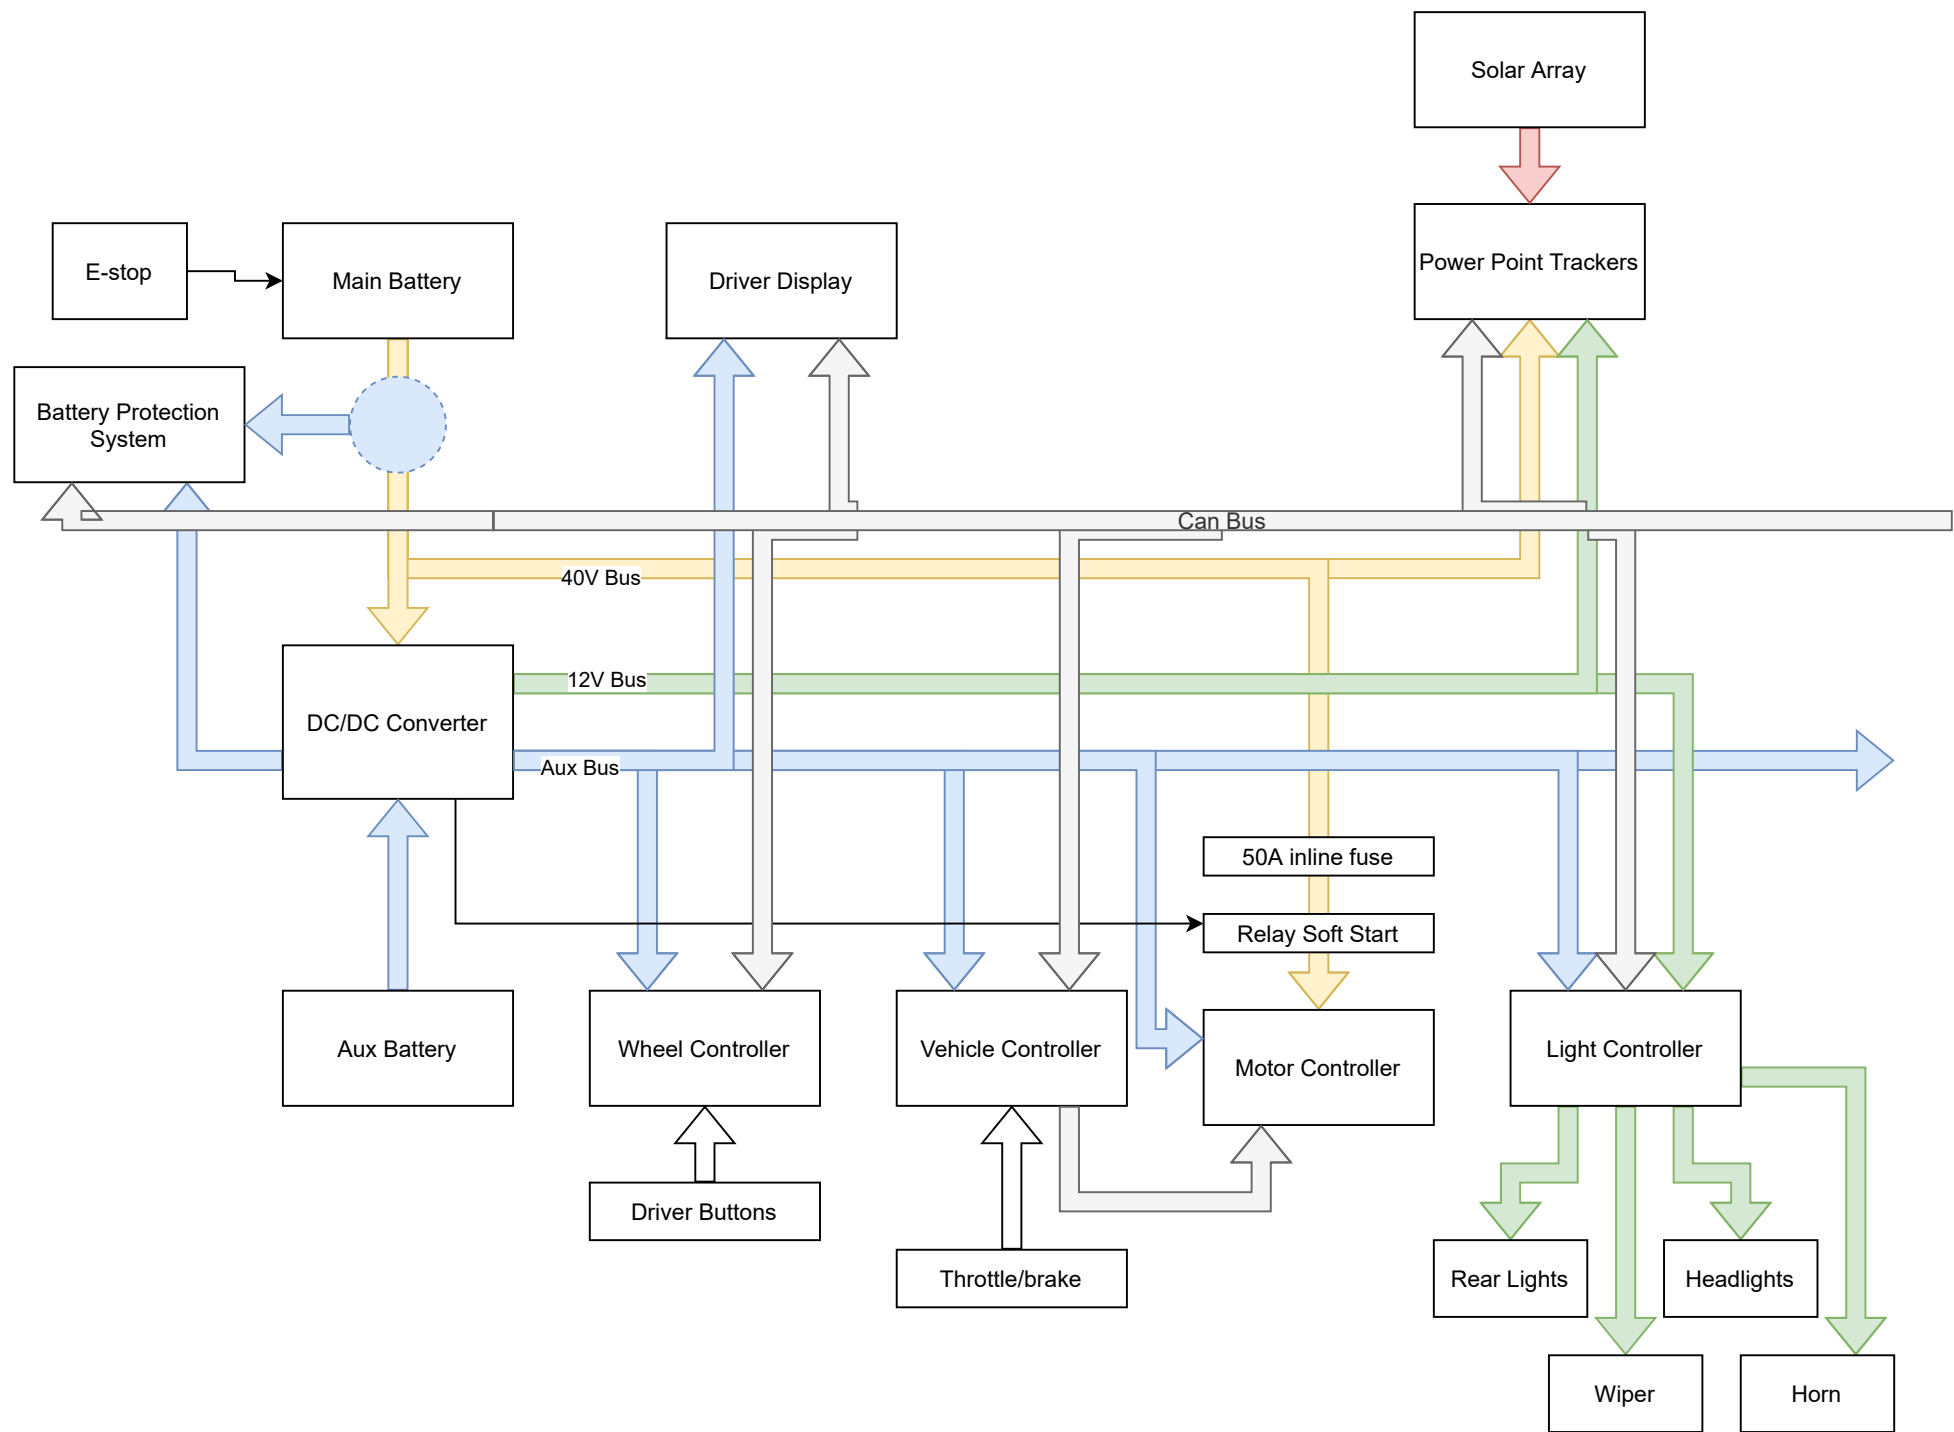 Solar Array
E-stop
Main Battery
Driver Display
Power Point Trackers
Battery Protection
System
Can Bus
40V Bus
12V Bus
DC/DC Converter
Aux Bus
50A inline fuse
Relay Soft Start
Aux Battery
Wheel Controller
Vehicle Controller
Motor Controller
Light Controller
Driver Buttons
Throttle/brake
Rear Lights
Headlights
Wiper
Horn